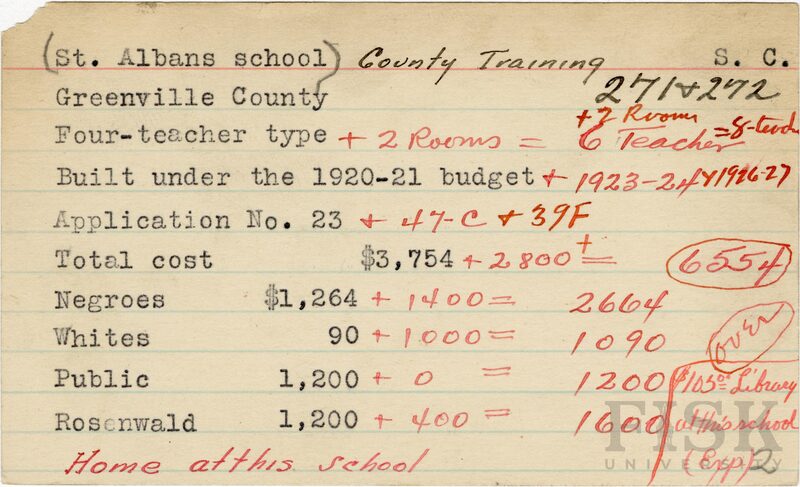 (St. Albans school) County Training S. C.
Greenville County 271+272
+2 Rooms
Four-teacher type + 2 Rooms = 6 Teacher =8-teach
Built under the 1920-21 budget + 1923-24 + 1926-27
Application No. 23 + 47-C + 39F
Total cost $3,754 + 2800 + = 6554
Negroes $1,264 + 1400 = 2664
Whites 90 + 1000 = 1090 over
Public 1,200 + 0 = 1200 $105 00 Library
Rosenwald 1,200 + 400 = 1600 at this school
Home at this school (Exp) 2
FISK
UNIVERSITY